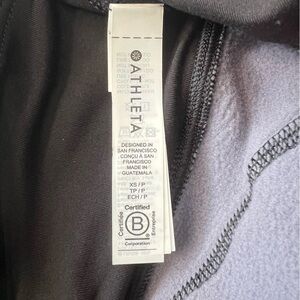 ATHLETA
DESIGNED IN
SAN FRANCISCO
CONÇU À SAN
FRANCISCO
MADE IN
GUATEMALA
XS / P
TP / P
ECH / P
Certified
B
Corporation